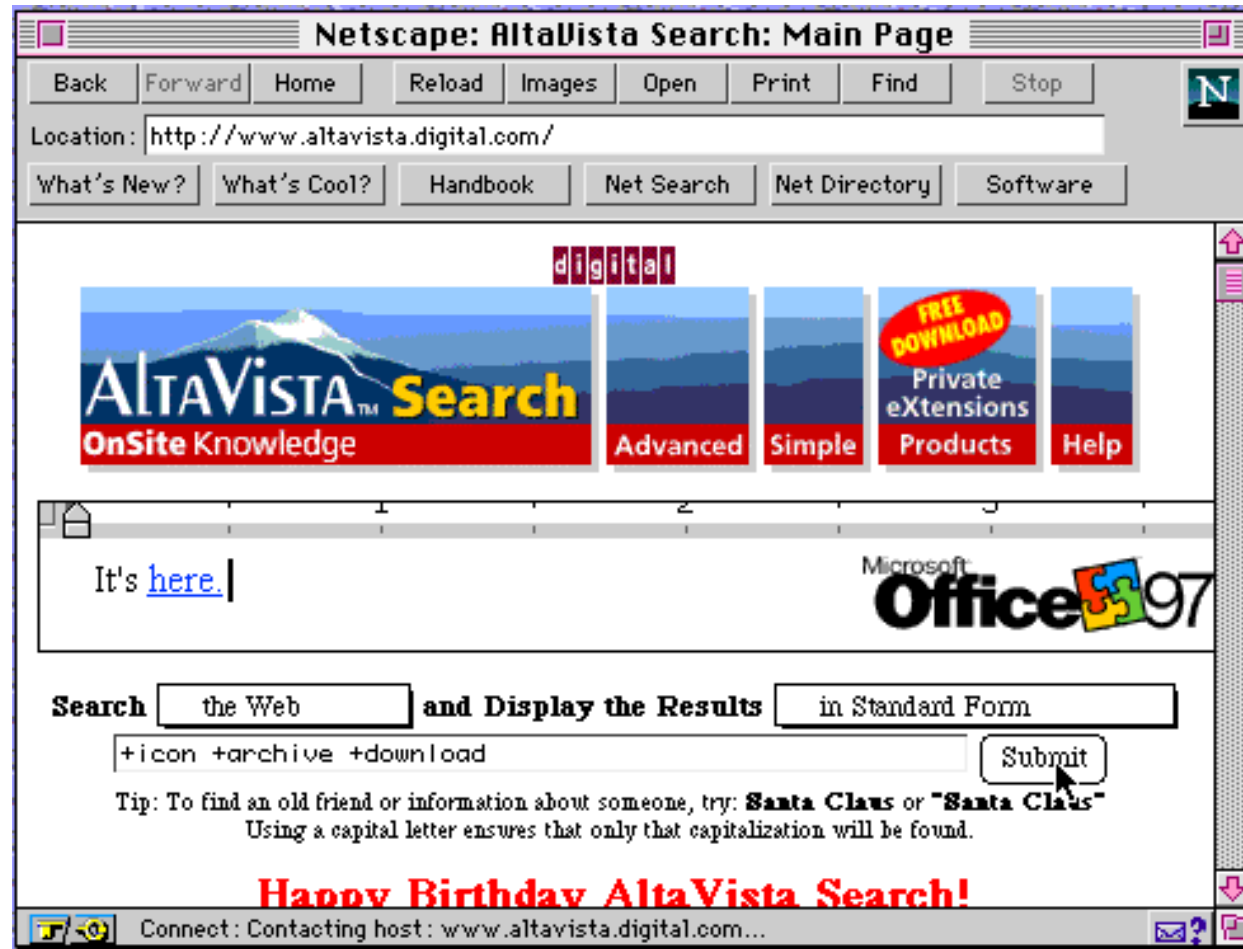 Netscape: AltaVista Search: Main Page
Back Forward Home Reload Images Open Print Find Stop
N
Location: http://www.altavista.digital.com/
What's New? What's Cool? Handbook Net Search Net Directory Software
digital
FREE DOWNLOAD
Private
eXtensions
ALTAVISTA™ Search
OnSite Knowledge Advanced Simple Products Help
1 2 3
It's here.
Microsoft
Office 97
Search the Web and Display the Results in Standard Form
+icon +archive +download Submit
Tip: To find an old friend or information about someone, try: Santa Claus or "Santa Claus"
Using a capital letter ensures that only that capitalization will be found.
Happy Birthday AltaVista Search!
Connect: Contacting host: www.altavista.digital.com... ?